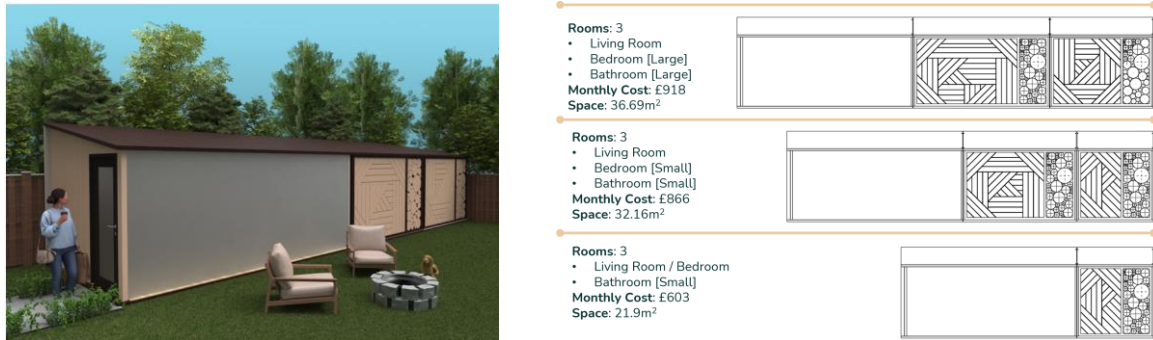 Rooms: 3
• Living Room
• Bedroom [Large]
• Bathroom [Large]
Monthly Cost: £918
Space: 36.69m²
Rooms: 3
• Living Room
• Bedroom [Small]
• Bathroom [Small]
Monthly Cost: £866
Space: 32.16m²
Rooms: 3
• Living Room / Bedroom
• Bathroom [Small]
Monthly Cost: £603
Space: 21.9m²